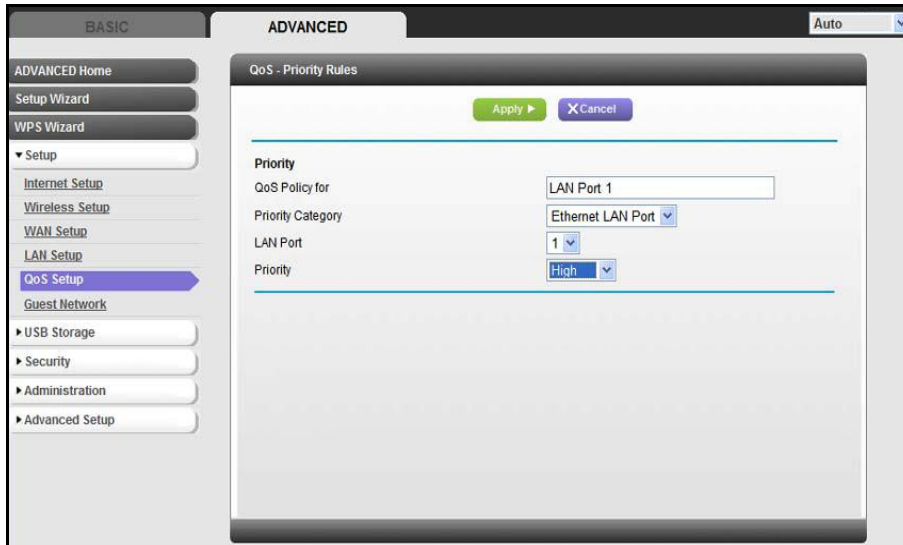 BASIC
ADVANCED
Auto
ADVANCED Home
Setup Wizard
WPS Wizard
Setup
Internet Setup
Wireless Setup
WAN Setup
LAN Setup
QoS Setup
Guest Network
USB Storage
Security
Administration
Advanced Setup
QoS - Priority Rules
Apply
X Cancel
Priority
QoS Policy for LAN Port 1
Priority Category Ethernet LAN Port
LAN Port 1
Priority High